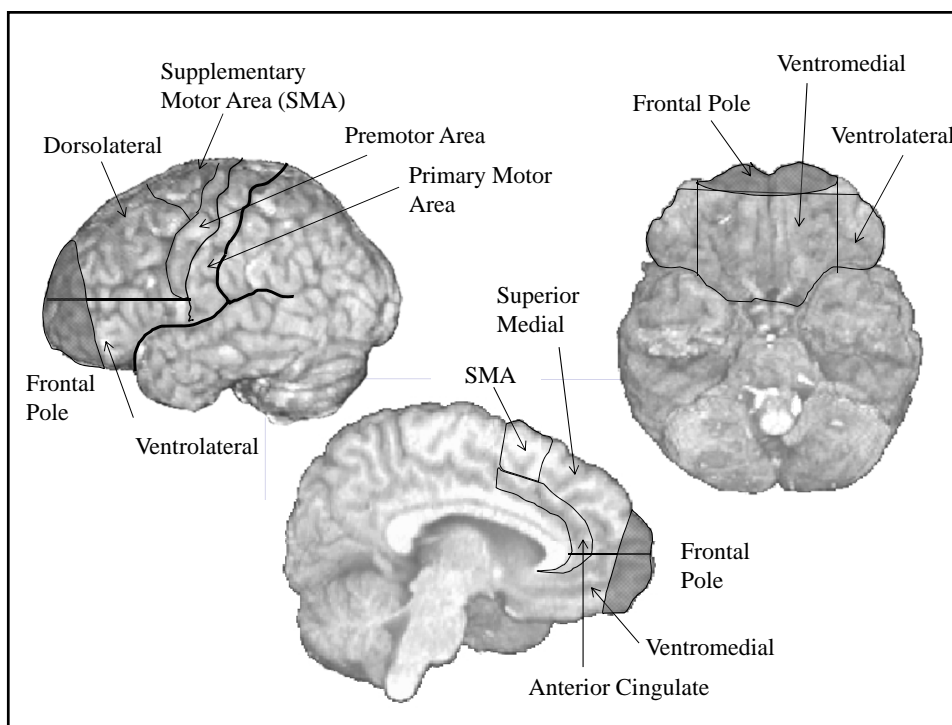 Supplementary
Motor Area (SMA)
Dorsolateral
Premotor Area
Primary Motor
Area
Frontal
Pole
Ventrolateral
Ventromedial
Frontal Pole
Ventrolateral
Superior
Medial
SMA
Frontal
Pole
Ventromedial
Anterior Cingulate